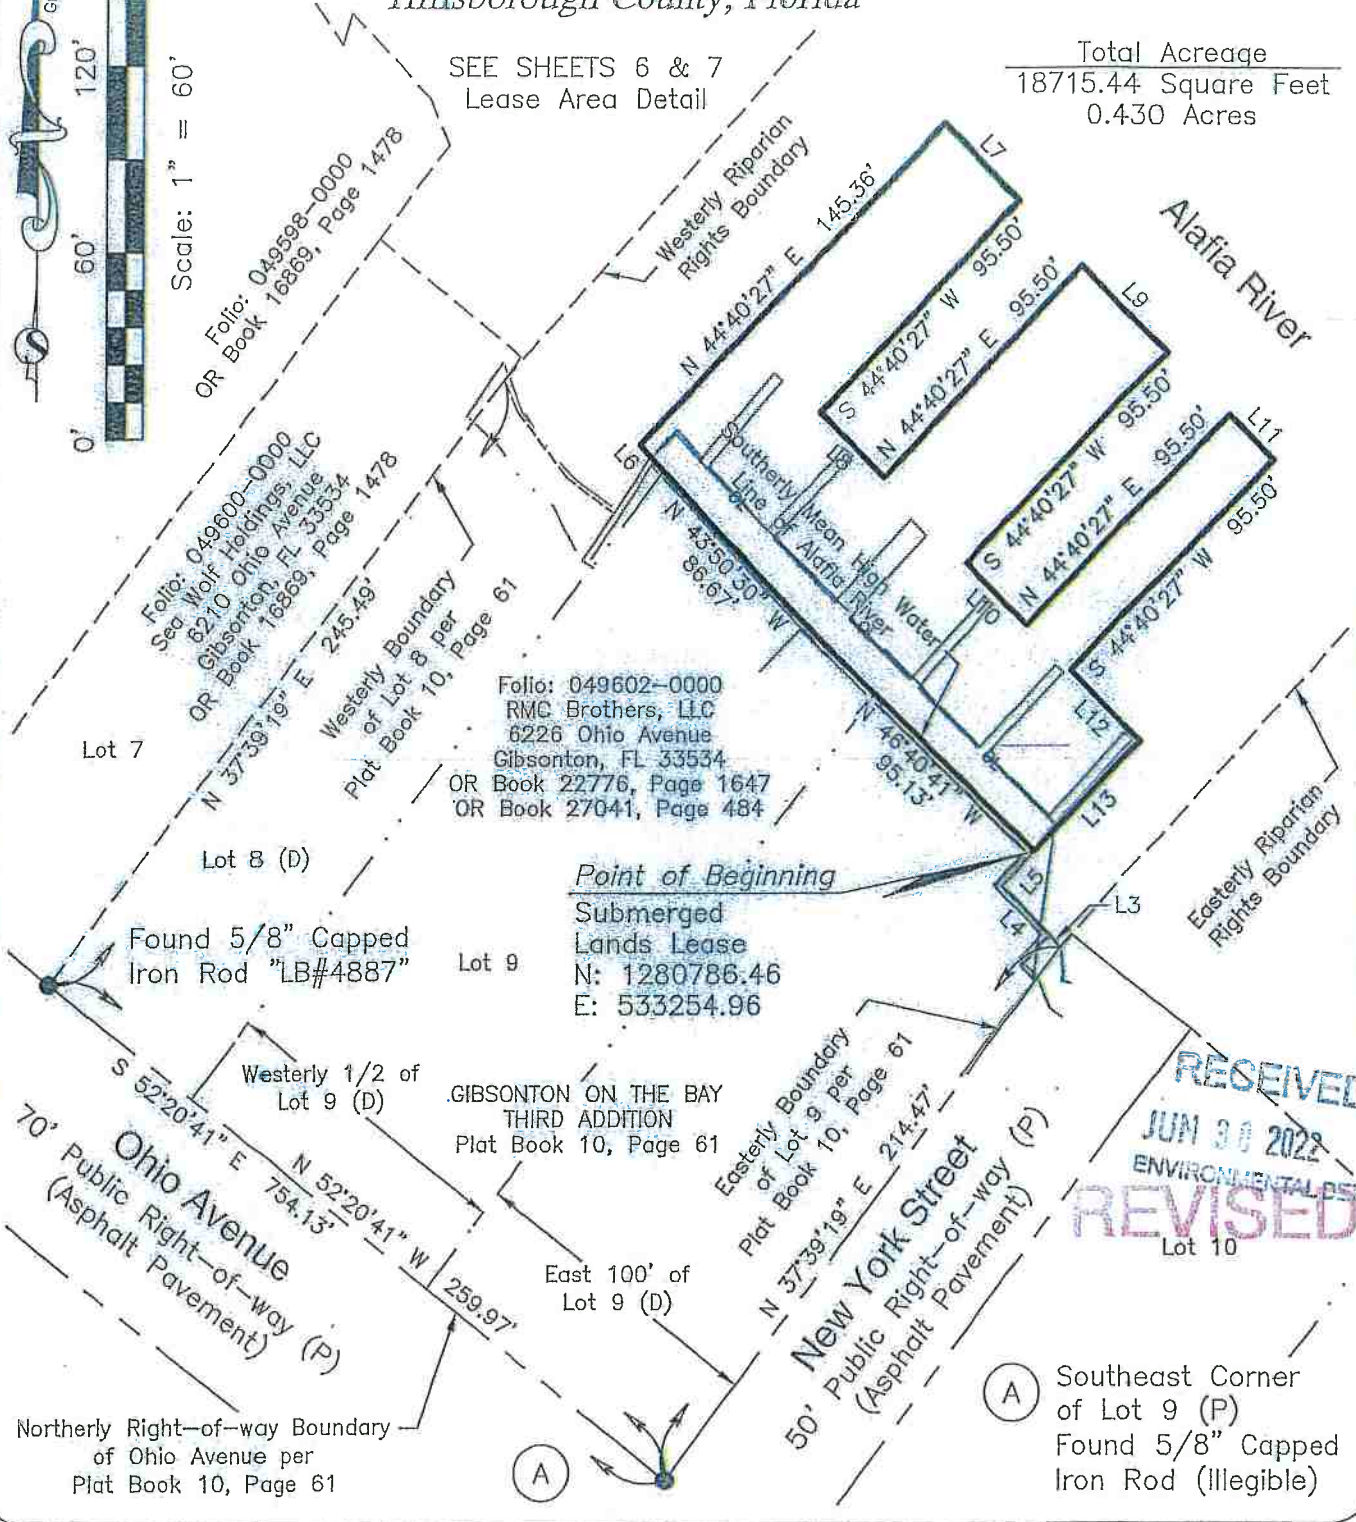 Hillsborough County, Florida
SEE SHEETS 6 & 7
Lease Area Detail
Total Acreage
18715.44 Square Feet
0.430 Acres
120'
60'
0'
Scale: 1" = 60'
Folio: 049598-0000
OR Book 16869, Page 1478
Westerly Riparian
Rights Boundary
Alafia River
L7
N 44°40'27" E 145.36'
S 44°40'27" W 95.50'
N 44°40'27" E 95.50'
L9
S 44°40'27" W 95.50'
N 44°40'27" E 95.50'
L11
S 44°40'27" W 95.50'
L6
L8
L10
L12
L13
Southerly Mean High Water
Line of Alafia River
N 43°50'30" W
86.67'
N 46°40'41" W
95.13'
Folio: 049600-0000
Sea Wolf Holdings, LLC
6210 Ohio Avenue
Gibsonton, FL 33534
OR Book 16869, Page 1478
N 37°39'19" E 245.49'
Westerly Boundary
of Lot 8 per
Plat Book 10, Page 61
Folio: 049602-0000
RMC Brothers, LLC
6226 Ohio Avenue
Gibsonton, FL 33534
OR Book 22776, Page 1647
OR Book 27041, Page 484
Lot 7
Lot 8 (D)
Point of Beginning
Submerged
Lands Lease
N: 1280786.46
E: 533254.96
L5
L4
L3
Easterly Riparian
Rights Boundary
Found 5/8" Capped
Iron Rod "LB#4887"
Lot 9
S 52°20'41" E 754.13'
Westerly 1/2 of
Lot 9 (D)
GIBSONTON ON THE BAY
THIRD ADDITION
Plat Book 10, Page 61
Easterly Boundary
of Lot 9 per
Plat Book 10, Page 61
N 37°39'19" E 214.47'
RECEIVED
JUN 30 2022
ENVIRONMENTAL
REVISED
Lot 10
Ohio Avenue
70' Public Right-of-way (P)
(Asphalt Pavement)
N 52°20'41" W 259.97'
East 100' of
Lot 9 (D)
New York Street
50' Public Right-of-way (P)
(Asphalt Pavement)
Northerly Right-of-way Boundary
of Ohio Avenue per
Plat Book 10, Page 61
A
A
Southeast Corner
of Lot 9 (P)
Found 5/8" Capped
Iron Rod (Illegible)